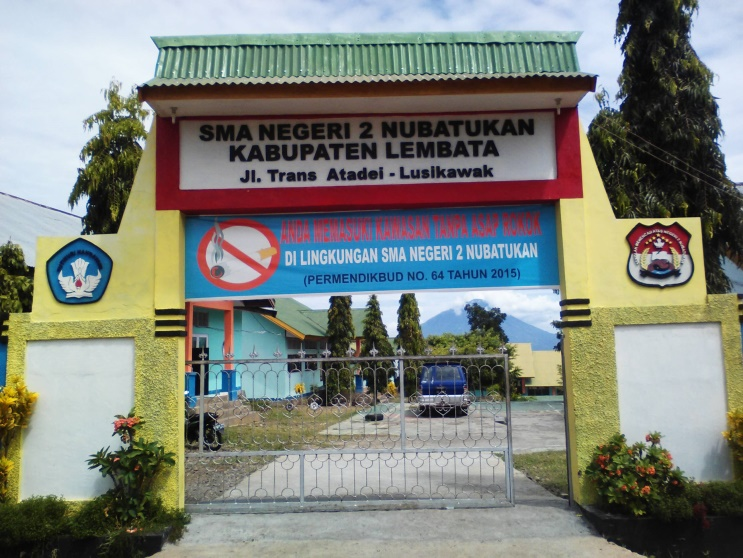 SMA NEGERI 2 NUBATUKAN
KABUPATEN LEMBATA
Jl. Trans Atadei - Lusikawak
ANDA MEMASUKI KAWASAN TANPA ASAP ROKOK
DI LINGKUNGAN SMA NEGERI 2 NUBATUKAN
(PERMENDIKBUD NO. 64 TAHUN 2015)